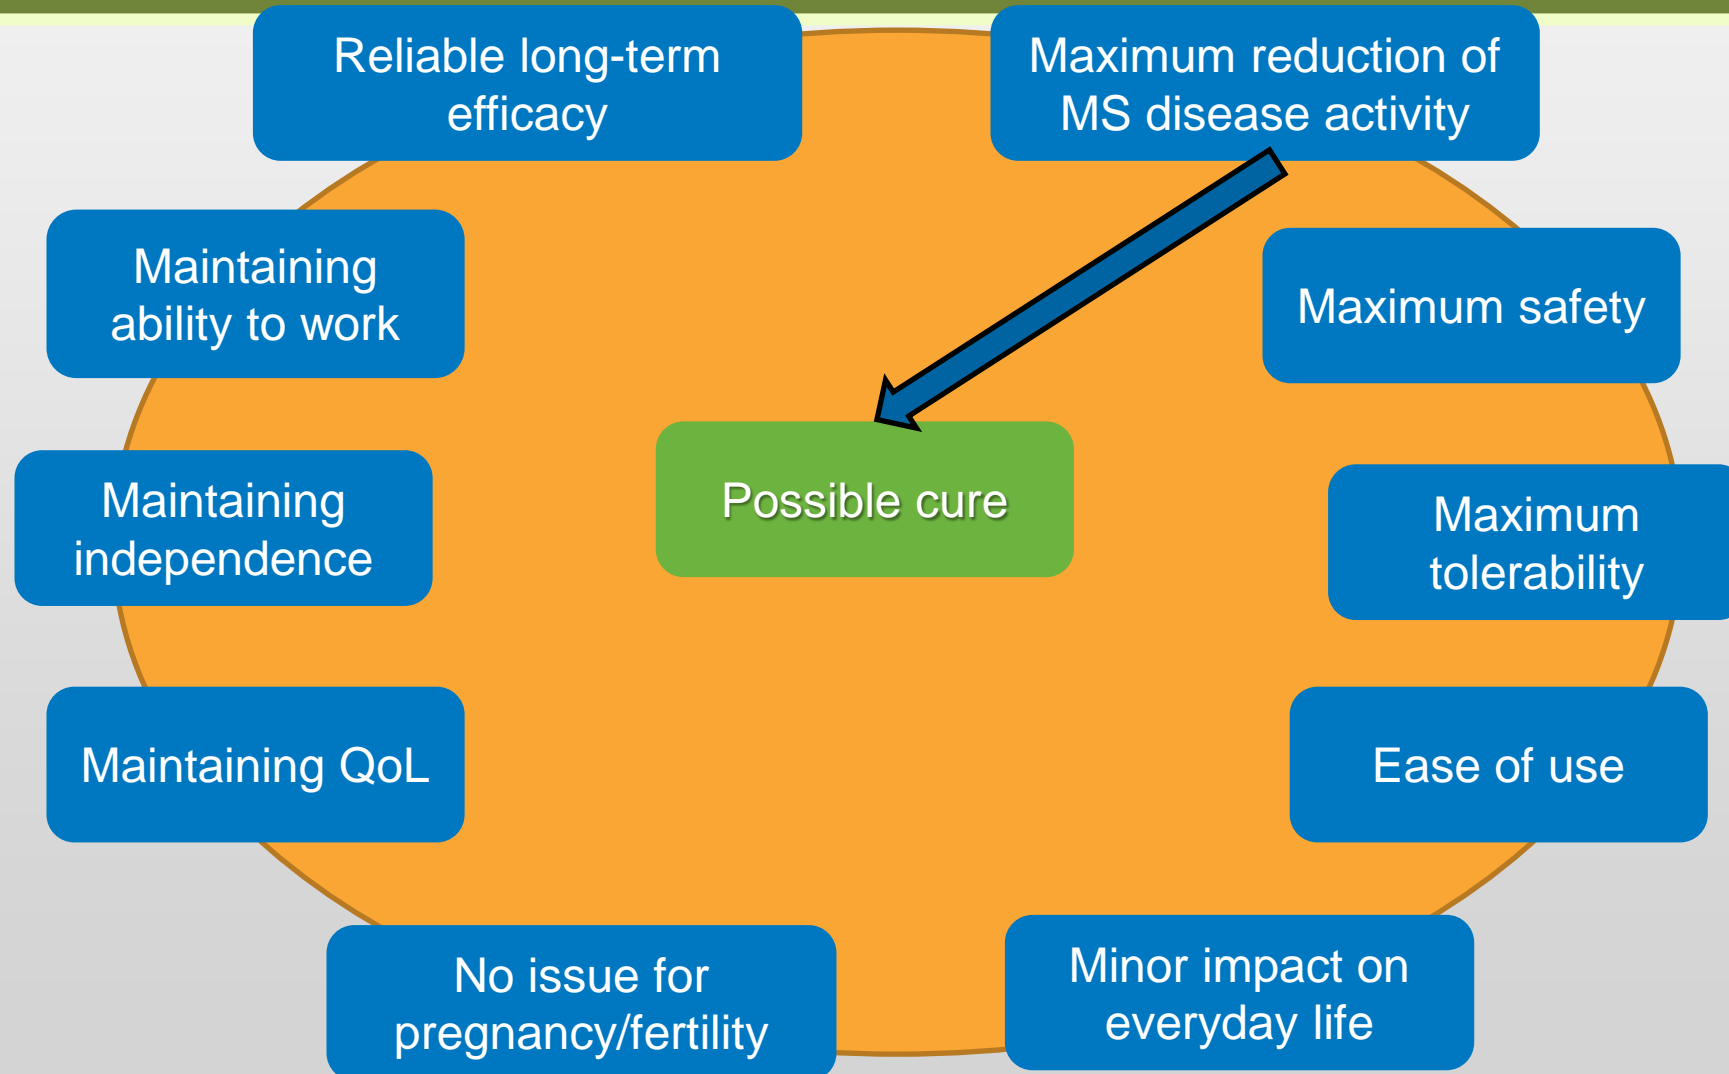 Reliable long-term
efficacy
Maximum reduction of
MS disease activity
Maintaining
ability to work
Maximum safety
Maintaining
independence
Possible cure
Maximum
tolerability
Maintaining QoL
Ease of use
No issue for
pregnancy/fertility
Minor impact on
everyday life